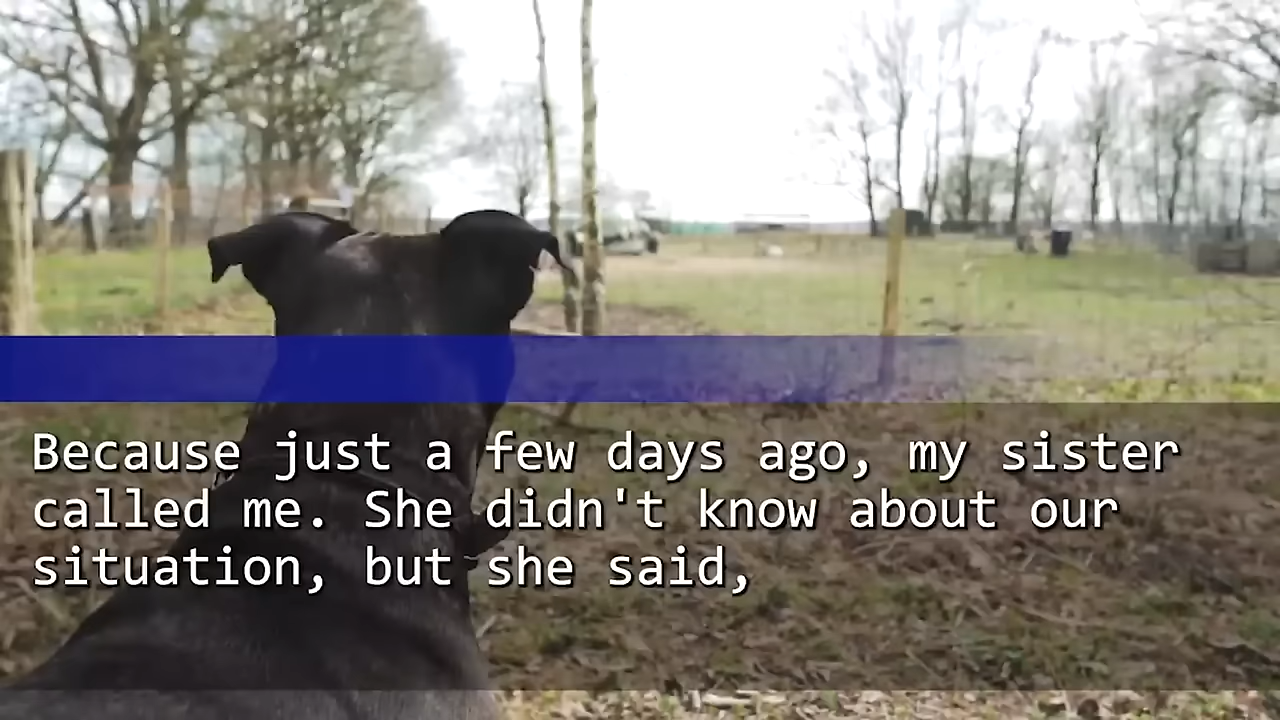 Because just a few days ago, my sister
called me. She didn't know about our
situation, but she said,